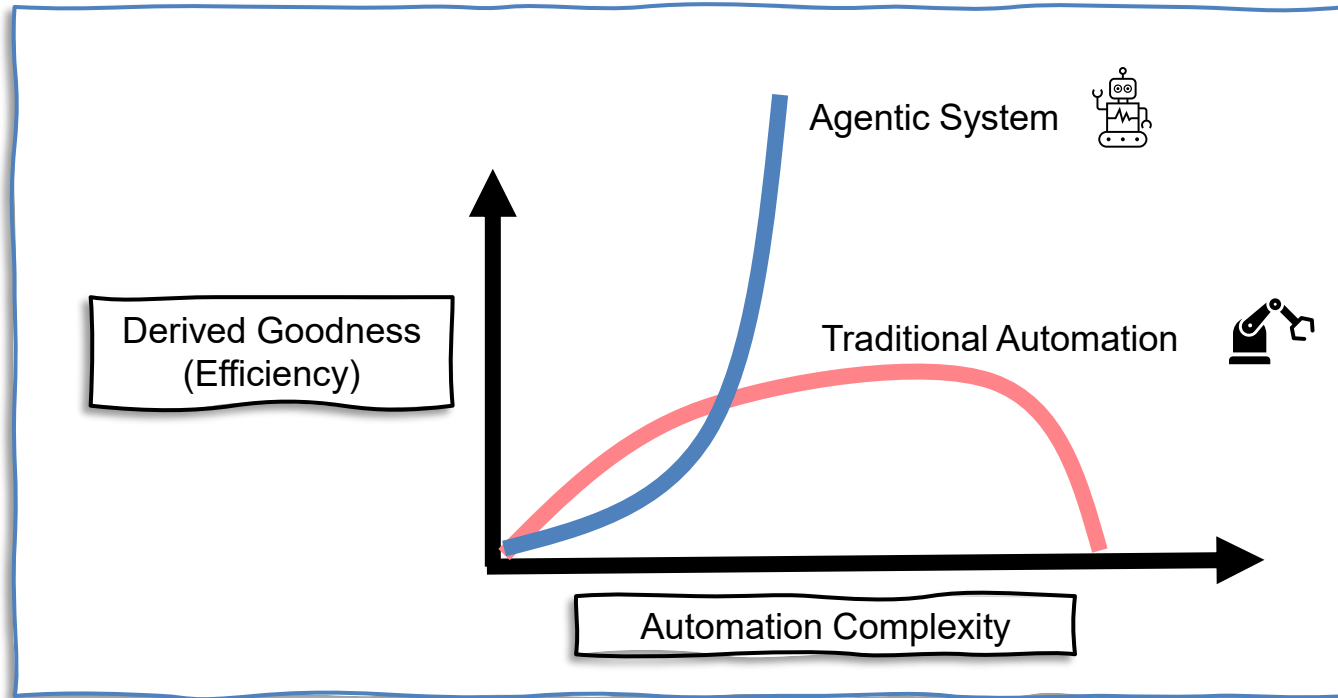 Agentic System
Derived Goodness
(Efficiency)
Traditional Automation
Automation Complexity